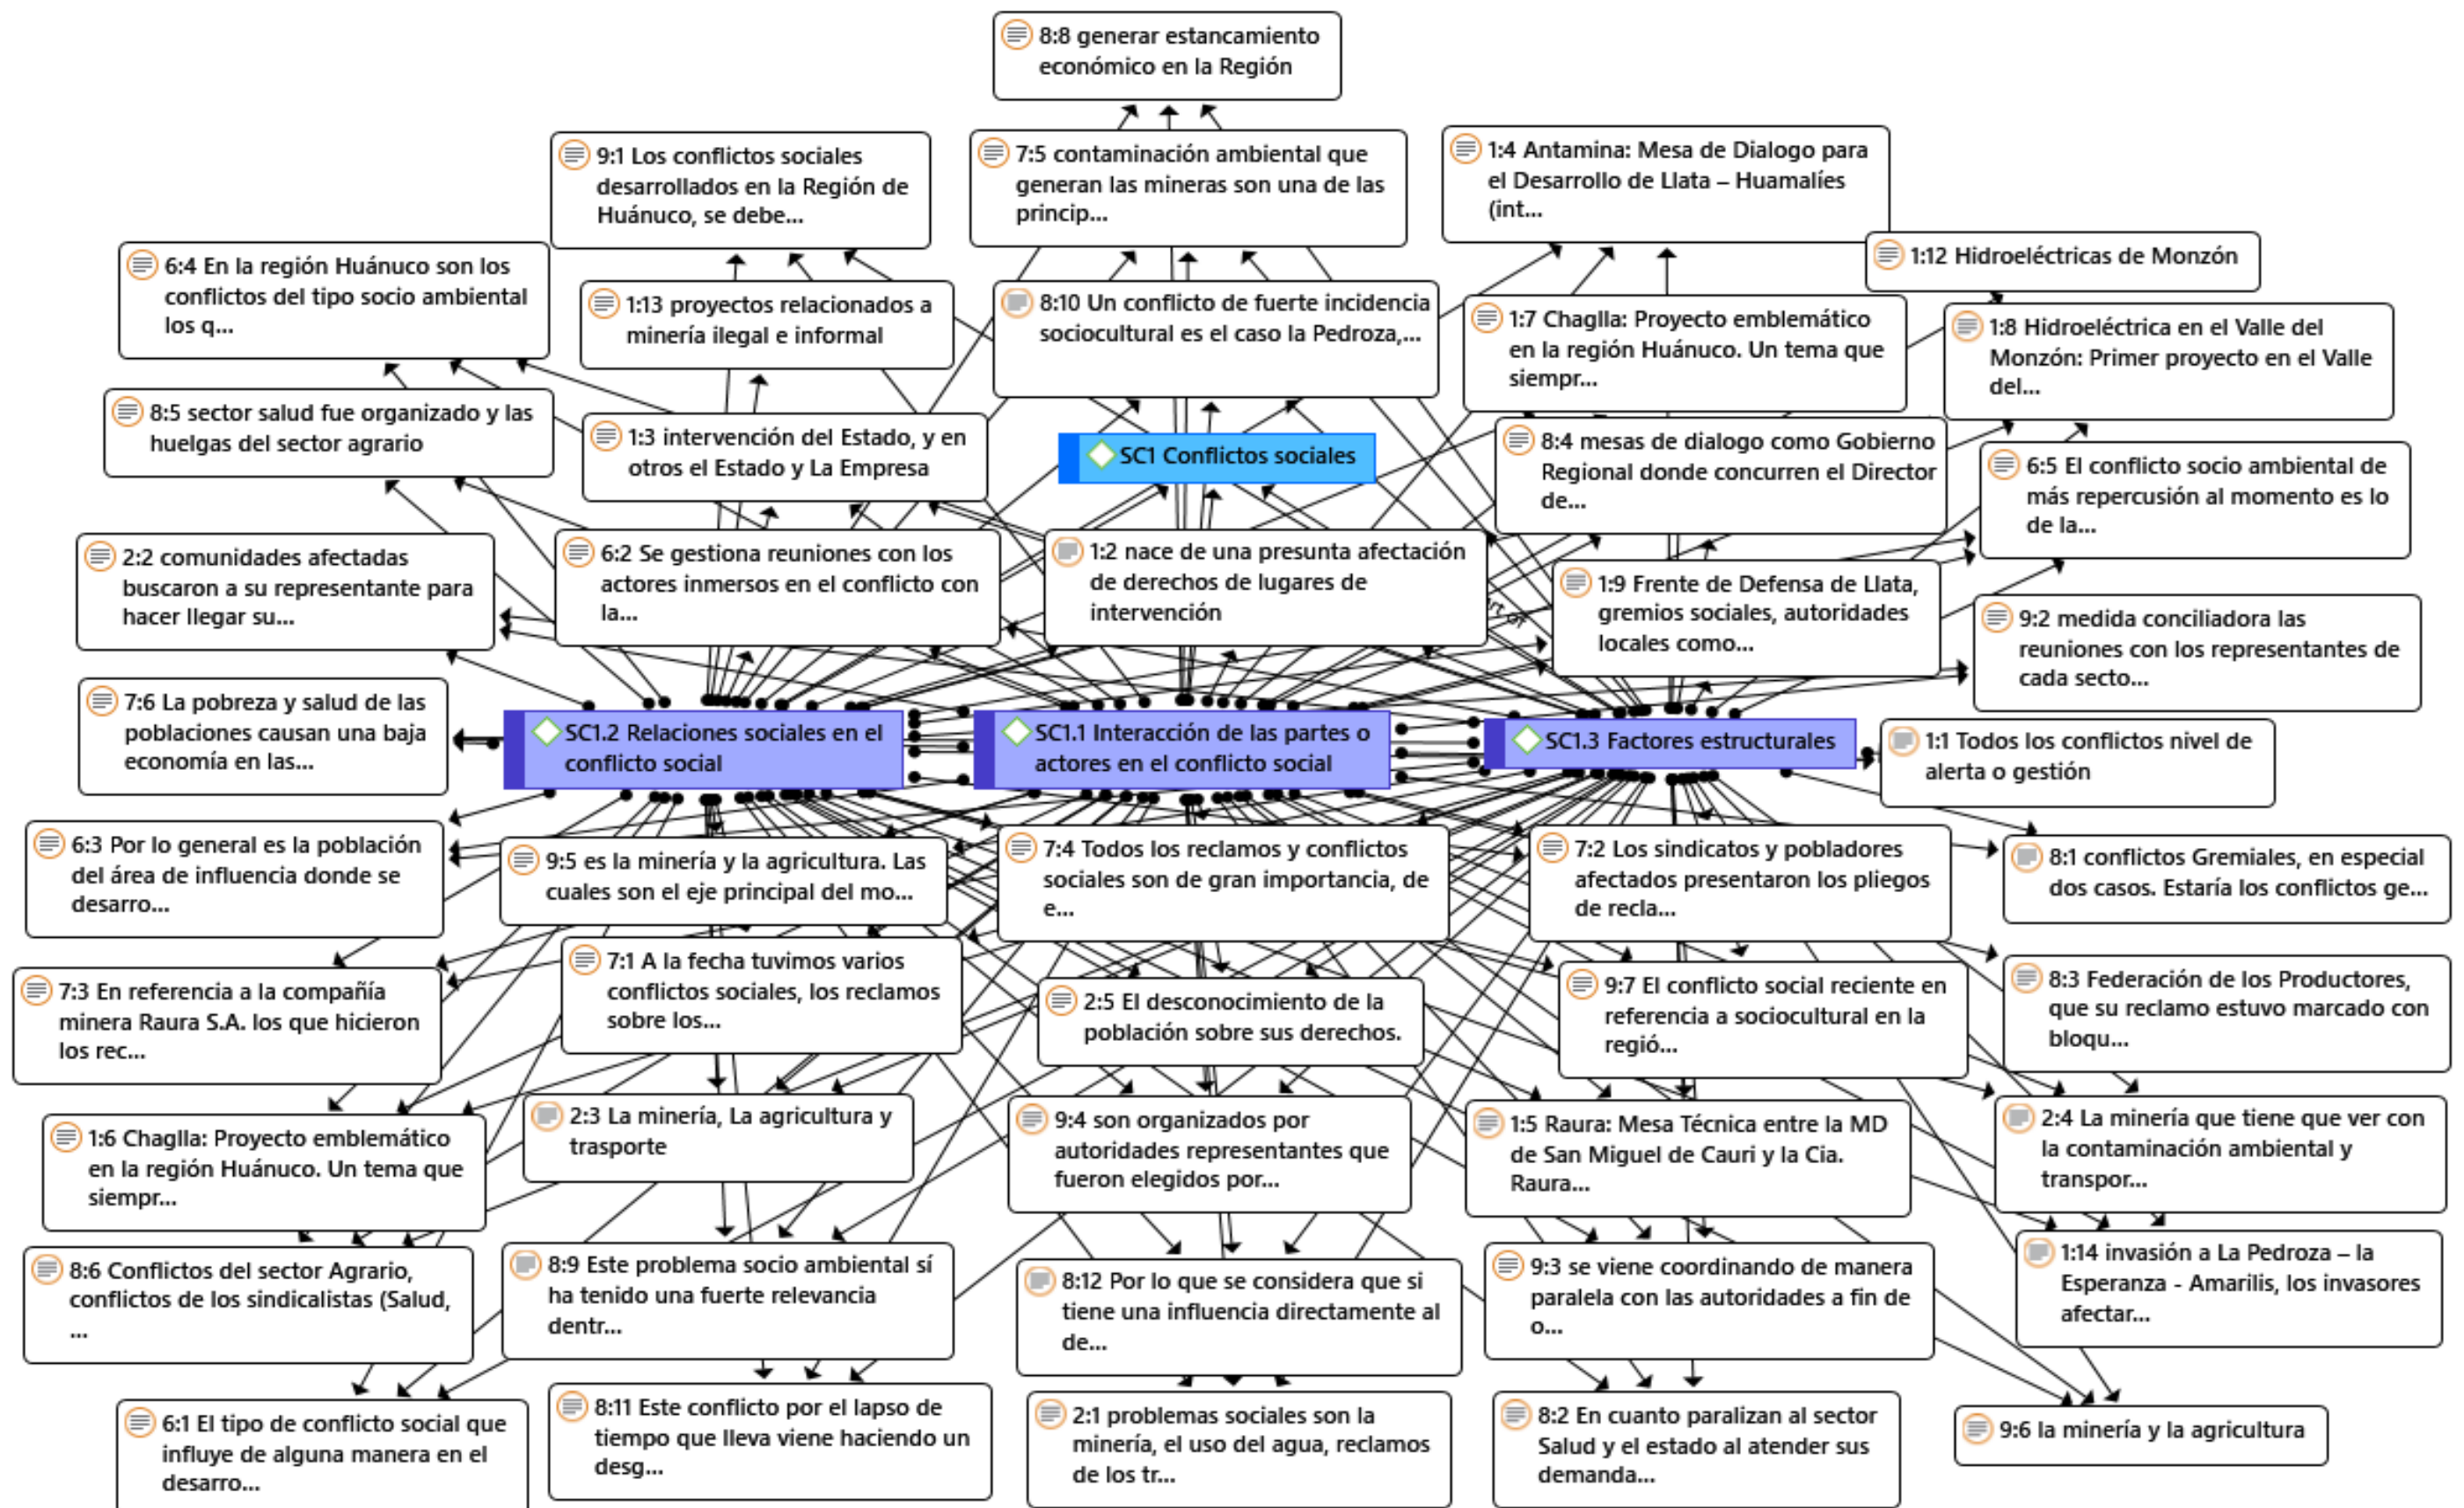 8:8 generar estancamiento
económico en la Región
9:1 Los conflictos sociales
desarrollados en la Región de
Huánuco, se debe...
7:5 contaminación ambiental que
generan las mineras son una de las
princip...
1:4 Antamina: Mesa de Dialogo para
el Desarrollo de Llata – Huamalíes
(int...
1:12 Hidroeléctricas de Monzón
6:4 En la región Huánuco son los
conflictos del tipo socio ambiental
los q...
1:13 proyectos relacionados a
minería ilegal e informal
8:10 Un conflicto de fuerte incidencia
sociocultural es el caso la Pedroza,...
1:7 Chaglla: Proyecto emblemático
en la región Huánuco. Un tema que
siempr...
1:8 Hidroeléctrica en el Valle del
Monzón: Primer proyecto en el Valle
del...
8:5 sector salud fue organizado y las
huelgas del sector agrario
1:3 intervención del Estado, y en
otros el Estado y La Empresa
SC1 Conflictos sociales
8:4 mesas de dialogo como Gobierno
Regional donde concurren el Director
de...
6:5 El conflicto socio ambiental de
más repercusión al momento es lo
de la...
2:2 comunidades afectadas
buscaron a su representante para
hacer llegar su...
6:2 Se gestiona reuniones con los
actores inmersos en el conflicto con
la...
1:2 nace de una presunta afectación
de derechos de lugares de
intervención
1:9 Frente de Defensa de Llata,
gremios sociales, autoridades
locales como...
9:2 medida conciliadora las
reuniones con los representantes de
cada secto...
7:6 La pobreza y salud de las
poblaciones causan una baja
economía en las...
SC1.2 Relaciones sociales en el
conflicto social
SC1.1 Interacción de las partes o
actores en el conflicto social
SC1.3 Factores estructurales
1:1 Todos los conflictos nivel de
alerta o gestión
6:3 Por lo general es la población
del área de influencia donde se
desarro...
9:5 es la minería y la agricultura. Las
cuales son el eje principal del mo...
7:4 Todos los reclamos y conflictos
sociales son de gran importancia, de
e...
7:2 Los sindicatos y pobladores
afectados presentaron los pliegos
de recla...
8:1 conflictos Gremiales, en especial
dos casos. Estaría los conflictos ge...
7:3 En referencia a la compañía
minera Raura S.A. los que hicieron
los rec...
7:1 A la fecha tuvimos varios
conflictos sociales, los reclamos
sobre los...
2:5 El desconocimiento de la
población sobre sus derechos.
9:7 El conflicto social reciente en
referencia a sociocultural en la
regió...
8:3 Federación de los Productores,
que su reclamo estuvo marcado con
bloqu...
1:6 Chaglla: Proyecto emblemático
en la región Huánuco. Un tema que
siempr...
2:3 La minería, La agricultura y
trasporte
9:4 son organizados por
autoridades representantes que
fueron elegidos por...
1:5 Raura: Mesa Técnica entre la MD
de San Miguel de Cauri y la Cia.
Raura...
2:4 La minería que tiene que ver con
la contaminación ambiental y
transpor...
8:6 Conflictos del sector Agrario,
conflictos de los sindicalistas (Salud,
...
8:9 Este problema socio ambiental sí
ha tenido una fuerte relevancia
dentr...
8:12 Por lo que se considera que si
tiene una influencia directamente al
de...
9:3 se viene coordinando de manera
paralela con las autoridades a fin de
o...
1:14 invasión a La Pedroza – la
Esperanza - Amarilis, los invasores
afectar...
6:1 El tipo de conflicto social que
influye de alguna manera en el
desarro...
8:11 Este conflicto por el lapso de
tiempo que lleva viene haciendo un
desg...
2:1 problemas sociales son la
minería, el uso del agua, reclamos
de los tr...
8:2 En cuanto paralizan al sector
Salud y el estado al atender sus
demanda...
9:6 la minería y la agricultura